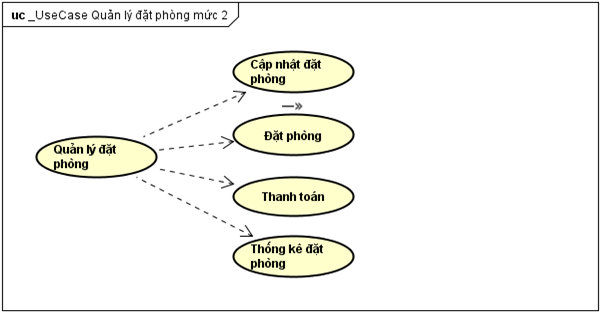 uc _UseCase Quản lý đặt phòng mức 2
Cập nhật đặt
phòng
Đặt phòng
Quản lý đặt
phòng
Thanh toán
Thống kê đặt
phòng